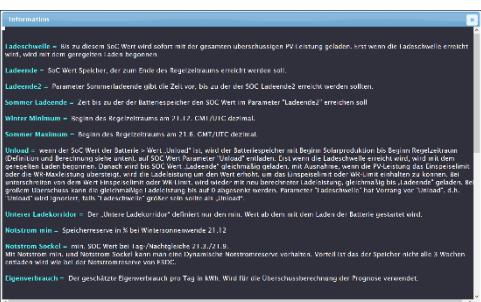 Information
Ladeschwelle = Bis zu diesem SoC Wert wird sofort mit der gesamten überschüssigen PV-Leistung geladen. Erst wenn die Ladeschwelle erreicht
wird, wird mit dem geregelten Laden begonnen
Ladeende = SoC Wert Speicher, der zum Ende des Regelzeitraums erreicht werden soll.
Ladeende2 = Parameter Sommerladeende gibt die Zeit vor, bis zu der der SOC Ladeende2 erreicht werden sollten.
Sommer Ladeende = Zeit bis zu der der Batteriespeicher den SOC Wert im Parameter "Ladeende2" erreichen soll
Winter Minimum = Beginn des Regelzeitraums am 21.12. GMT/UTC dezimal.
Sommer Maximum = Beginn des Regelzeitraums am 21.6. GMT/UTC dezimal.
Unload = wenn der SoC Wert der Batterie > Wert „Unload" ist, wird der Batteriespeicher mit Beginn Solarproduktion bis Beginn Regelzeitraum
(Definition und Berechnung siehe unten), auf SOC Wert Parameter "Unload" entladen. Erst wenn die Ladeschwelle erreicht wird, wird mit dem
geregelten Laden begonnen. Danach wird bis SOC Wert „Ladeende" gleichmäßig geladen, mit Ausnahme, wenn die PV-Leistung das Einspeiselimit
oder die WR-Maxleistung übersteigt, wird die Ladeleistung um den Wert erhöht, um das Einspeiselimit oder WR-Limit einhalten zu können. Bei
unterschreiten von dem Wert Einspeiselimit oder WR-Limit, wird wieder mit neu berechneter Ladeleistung, gleichmäßig bis „Ladeende" geladen. Bei
großem Überschuss kann die gleichmäßige Ladeleistung bis auf 0 abgesenkt werden. Parameter "Ladeschwelle" hat Vorrang vor "Unload", d.h.
"Unload" wird ignoriert, falls "Ladeschwelle" größer sein sollte als „Unload".
Unterer Ladekorridor = Der „Untere Ladekorridor" definiert nur den min. Wert ab dem mit dem Laden der Batterie gestartet wird.
Notstrom min = Speicherreserve in % bei Wintersonnenwende 21.12
Notstrom Sockel = min. SOC Wert bei Tag-/Nachtgleiche 21.3./21.9.
Mit Notstrom min. und Notstrom Sockel kann man eine Dynamische Notstromreserve vorhalten. Vorteil ist das der Speicher nicht alle 3 Wochen
entladen wird wie bei der Notstromreserve von E3DC.
Eigenverbrauch = Der geschätzte Eigenverbrauch pro Tag in kWh. Wird für die Überschussberechnung der Prognose verwendet.